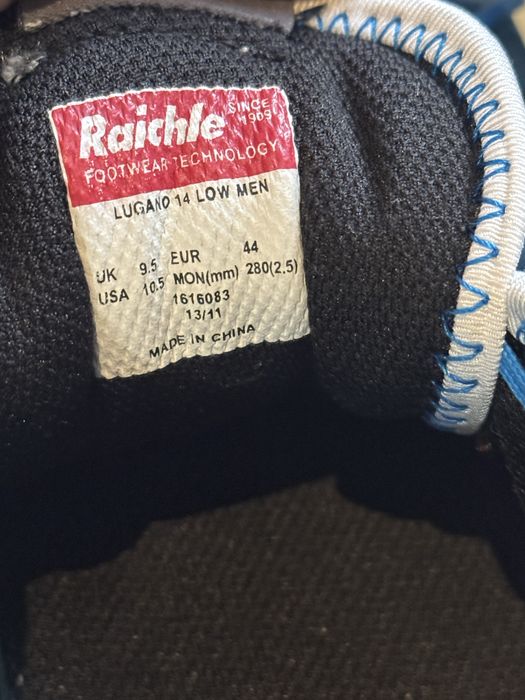 Raichle SINCE 1909
FOOTWEAR TECHNOLOGY
LUGANO 14 LOW MEN
UK 9.5 EUR 44
USA 10.5 MON(mm) 280(2.5)
1616083
13/11
MADE IN CHINA